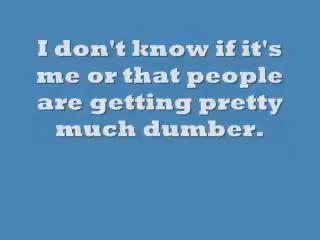 I don't know if it's
me or that people
are getting pretty
much dumber.